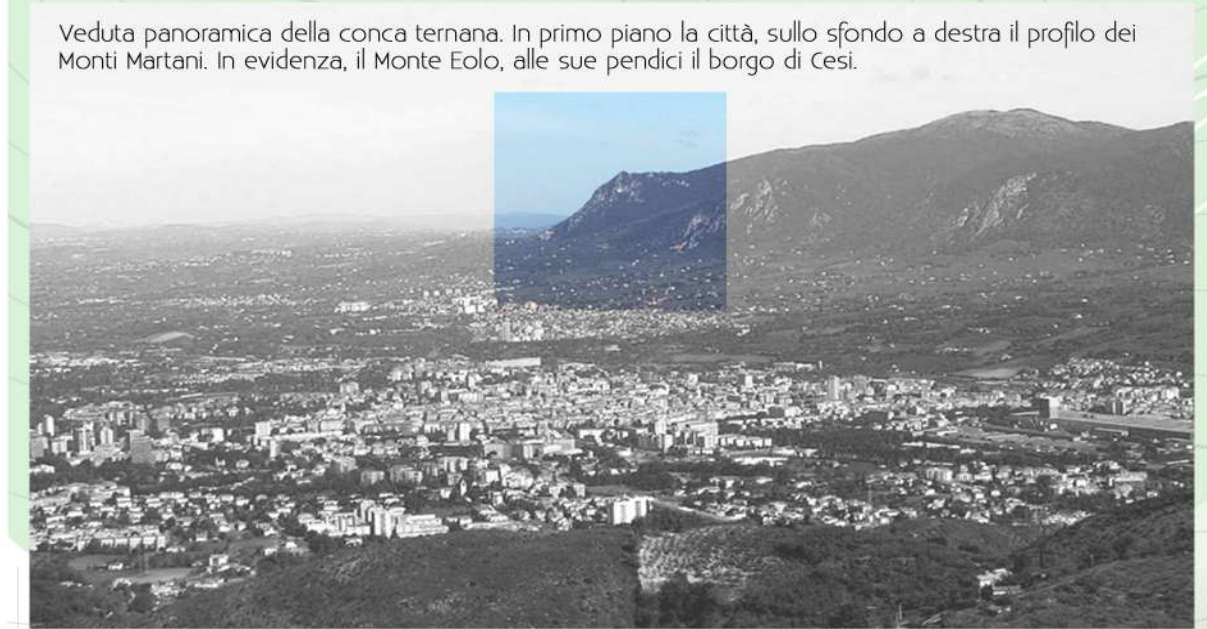 Veduta panoramica della conca ternana. In primo piano la città, sullo sfondo a destra il profilo dei
Monti Martani. In evidenza, il Monte Eolo, alle sue pendici il borgo di Cesi.